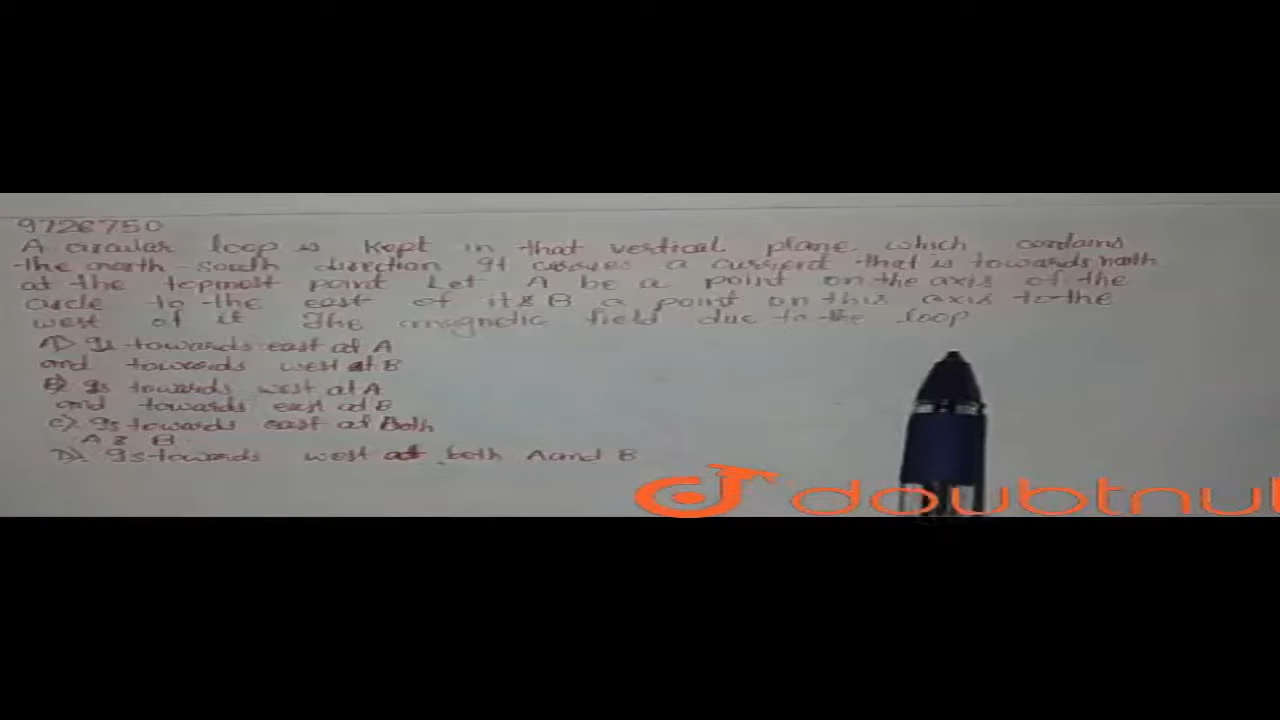 9726750
A circular loop is kept in that vertical plane which contains
the north-south direction It carries a current that is towards north
at the topmost point Let A be a point on the axis of the
circle to the east of it & B a point on this axis to the
west of it The magnetic field due to the loop
A) Is towards east at A
and towards west at B
B) Is towards west at A
and towards east at B
C) Is towards east at Both
A & B
D) Is towards west at both A and B
doubtnut